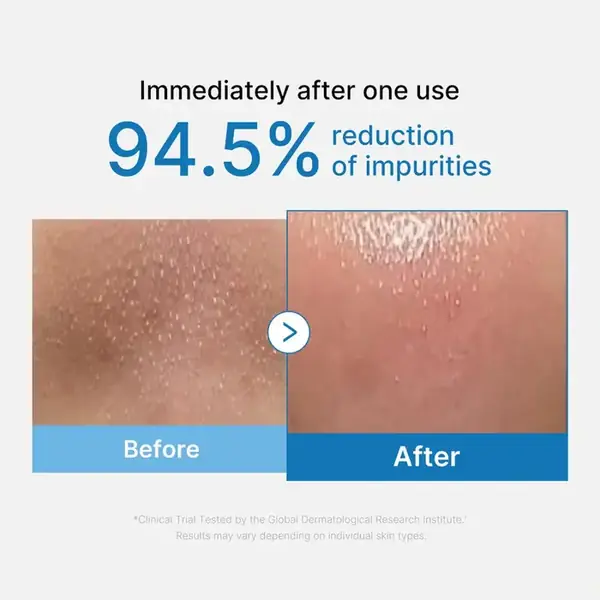 Immediately after one use
94.5%
reduction
of impurities
Before
After
*Clinical Trial Tested by the Global Dermatological Research Institute.'
Results may vary depending on individual skin types.